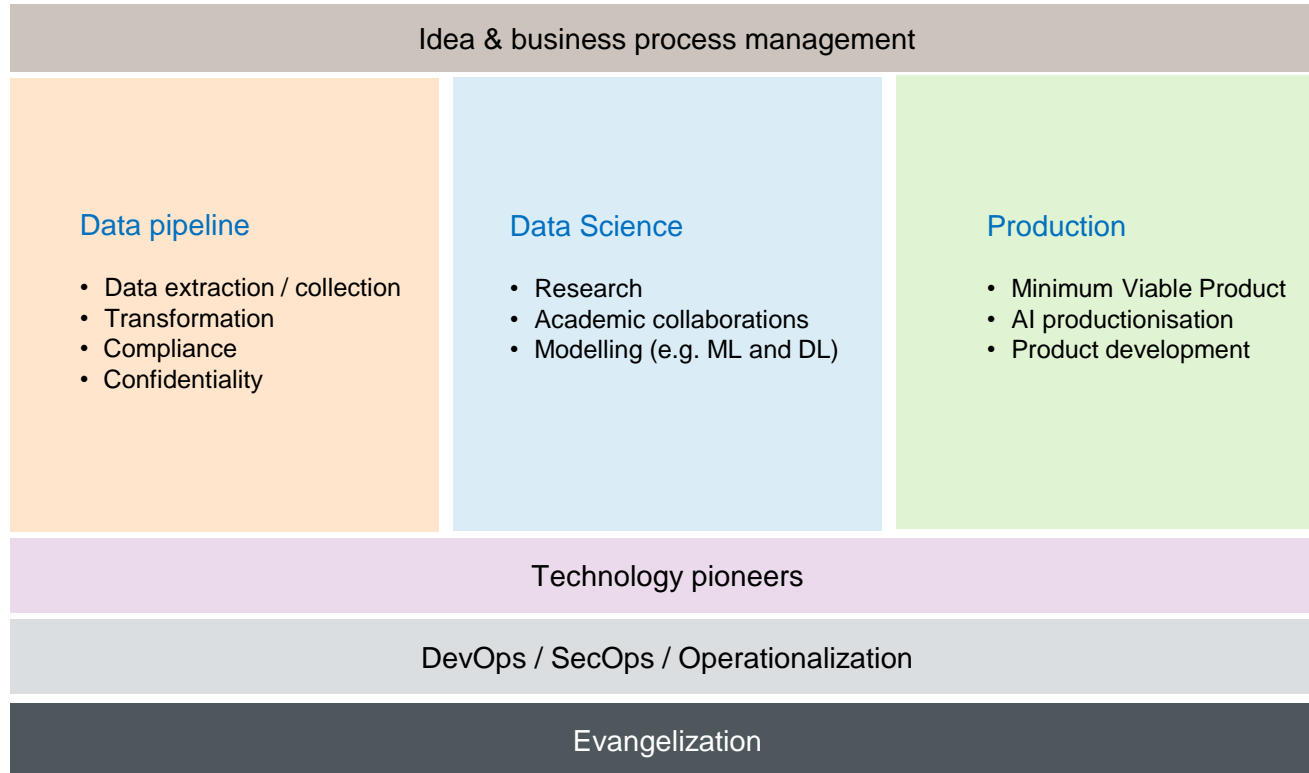 Idea & business process management
Data pipeline
• Data extraction / collection
• Transformation
• Compliance
• Confidentiality
Data Science
• Research
• Academic collaborations
• Modelling (e.g. ML and DL)
Production
• Minimum Viable Product
• AI productionisation
• Product development
Technology pioneers
DevOps / SecOps / Operationalization
Evangelization